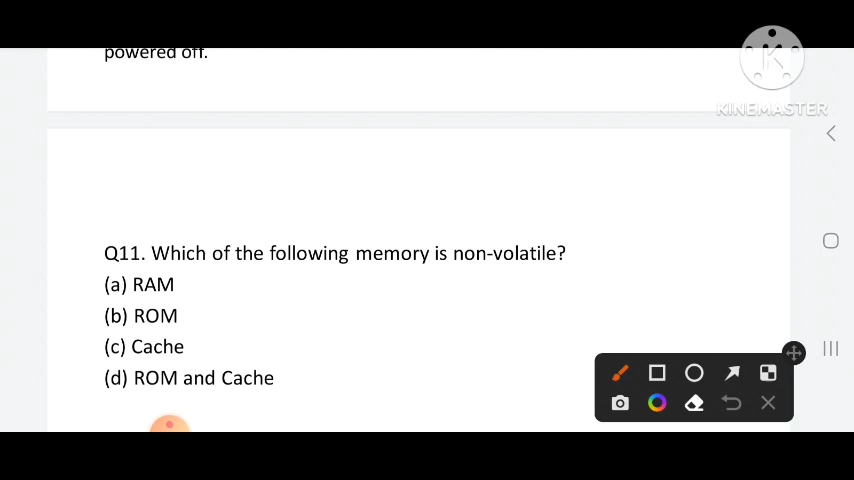 powered off.
K
KINEMASTER
Q11. Which of the following memory is non-volatile?
(a) RAM
(b) ROM
(c) Cache
(d) ROM and Cache